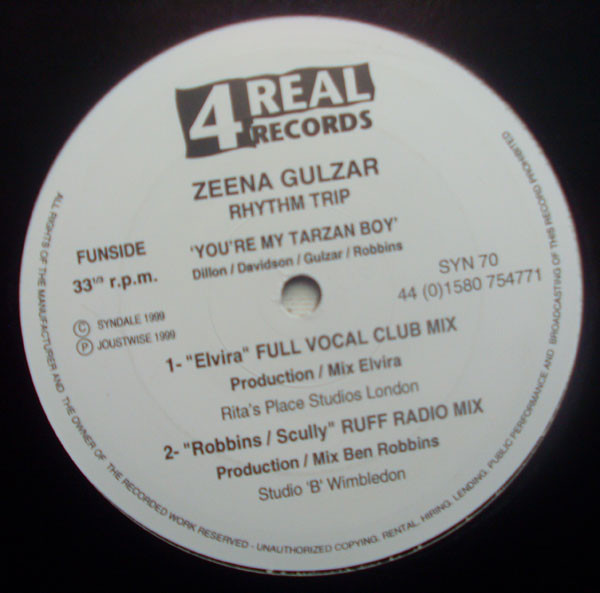 4 REAL
RECORDS
ZEENA GULZAR
RHYTHM TRIP
FUNSIDE
33 1/3 r.p.m.
'YOU'RE MY TARZAN BOY'
Dillon / Davidson / Gulzar / Robbins
SYN 70
44 (0)1580 754771
Ⓒ SYNDALE 1999
Ⓟ JOUSTWISE 1999
1- "Elvira" FULL VOCAL CLUB MIX
Production / Mix Elvira
Rita's Place Studios London
2- "Robbins / Scully" RUFF RADIO MIX
Production / Mix Ben Robbins
Studio 'B' Wimbledon
ALL RIGHTS OF THE MANUFACTURER AND THE OWNER OF THE RECORDED WORK RESERVED - UNAUTHORIZED COPYING, RENTAL, HIRING, LENDING, PUBLIC PERFORMANCE AND BROADCASTING OF THIS RECORD PROHIBITED